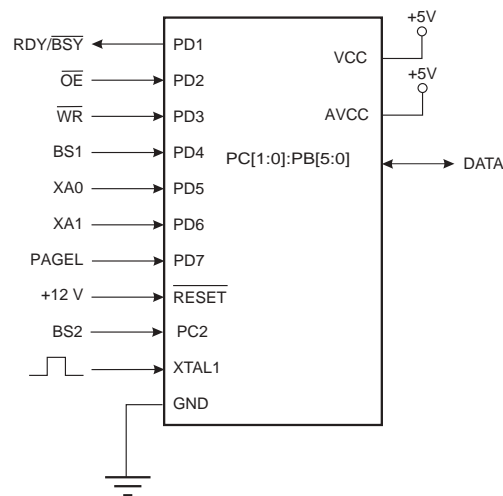 +5V
RDY/BSY PD1
VCC
OE PD2
+5V
WR PD3
AVCC
BS1 PD4
PC[1:0]:PB[5:0]
DATA
XA0 PD5
XA1 PD6
PAGEL PD7
+12 V RESET
BS2 PC2
XTAL1
GND